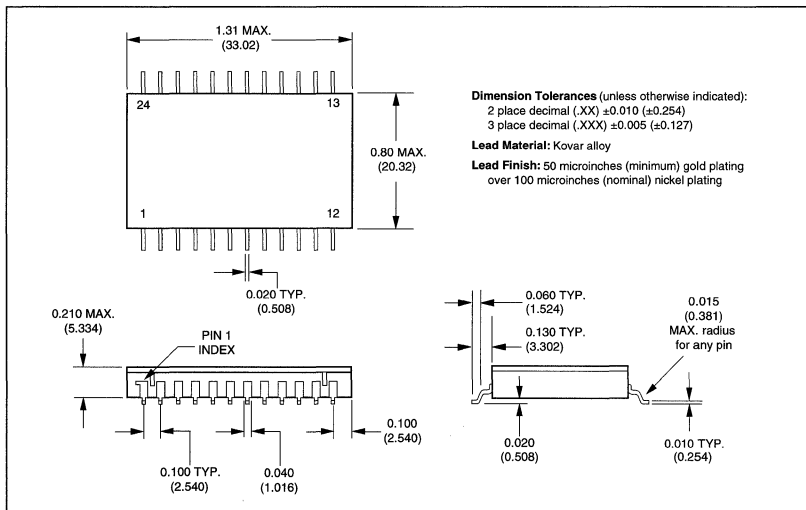 1.31 MAX.
(33.02)
24
13
1
12
0.80 MAX.
(20.32)
0.020 TYP.
(0.508)
Dimension Tolerances (unless otherwise indicated):
2 place decimal (.XX) ±0.010 (±0.254)
3 place decimal (.XXX) ±0.005 (±0.127)
Lead Material: Kovar alloy
Lead Finish: 50 microinches (minimum) gold plating
over 100 microinches (nominal) nickel plating
0.210 MAX.
(5.334)
PIN 1
INDEX
0.100 TYP.
(2.540)
0.040
(1.016)
0.100
(2.540)
0.060 TYP.
(1.524)
0.130 TYP.
(3.302)
0.015
(0.381)
MAX. radius
for any pin
0.020
(0.508)
0.010 TYP.
(0.254)